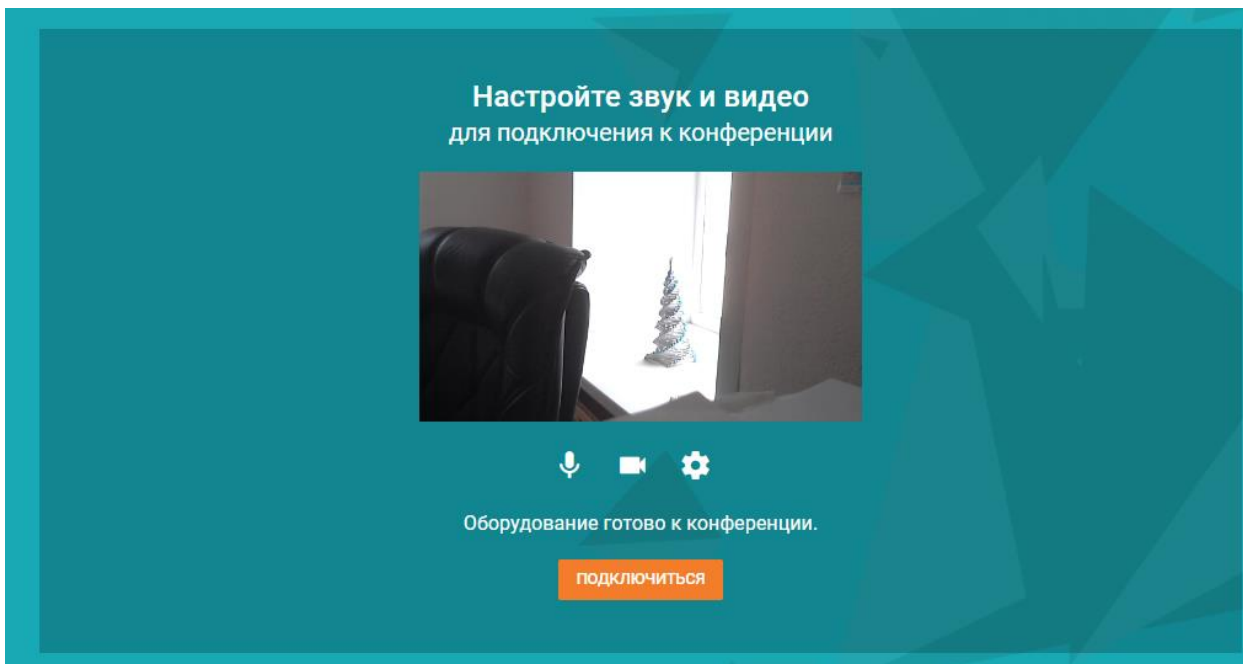 Настройте звук и видео
для подключения к конференции
Оборудование готово к конференции.
ПОДКЛЮЧИТЬСЯ